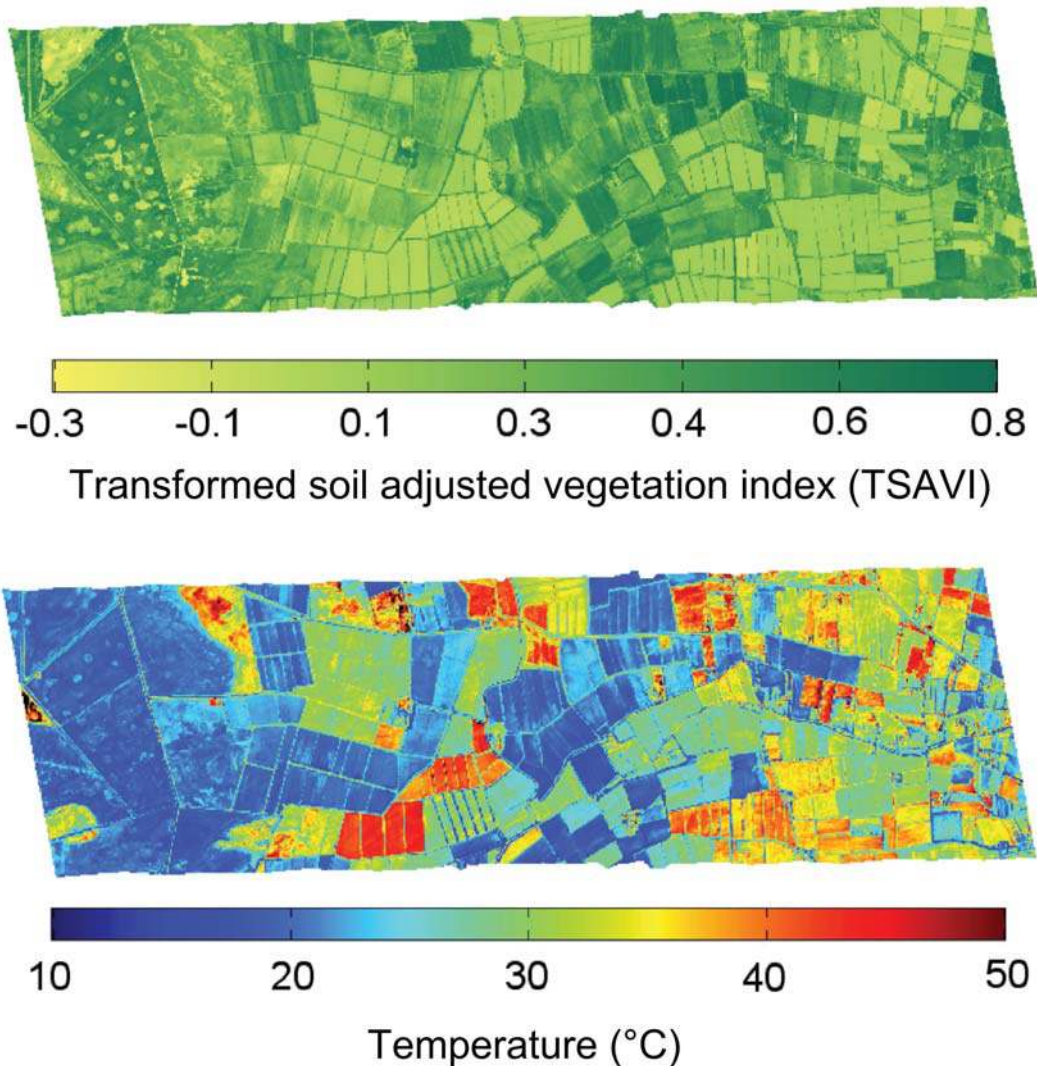 -0.3 -0.1 0.1 0.3 0.4 0.6 0.8
Transformed soil adjusted vegetation index (TSAVI)
10 20 30 40 50
Temperature (°C)